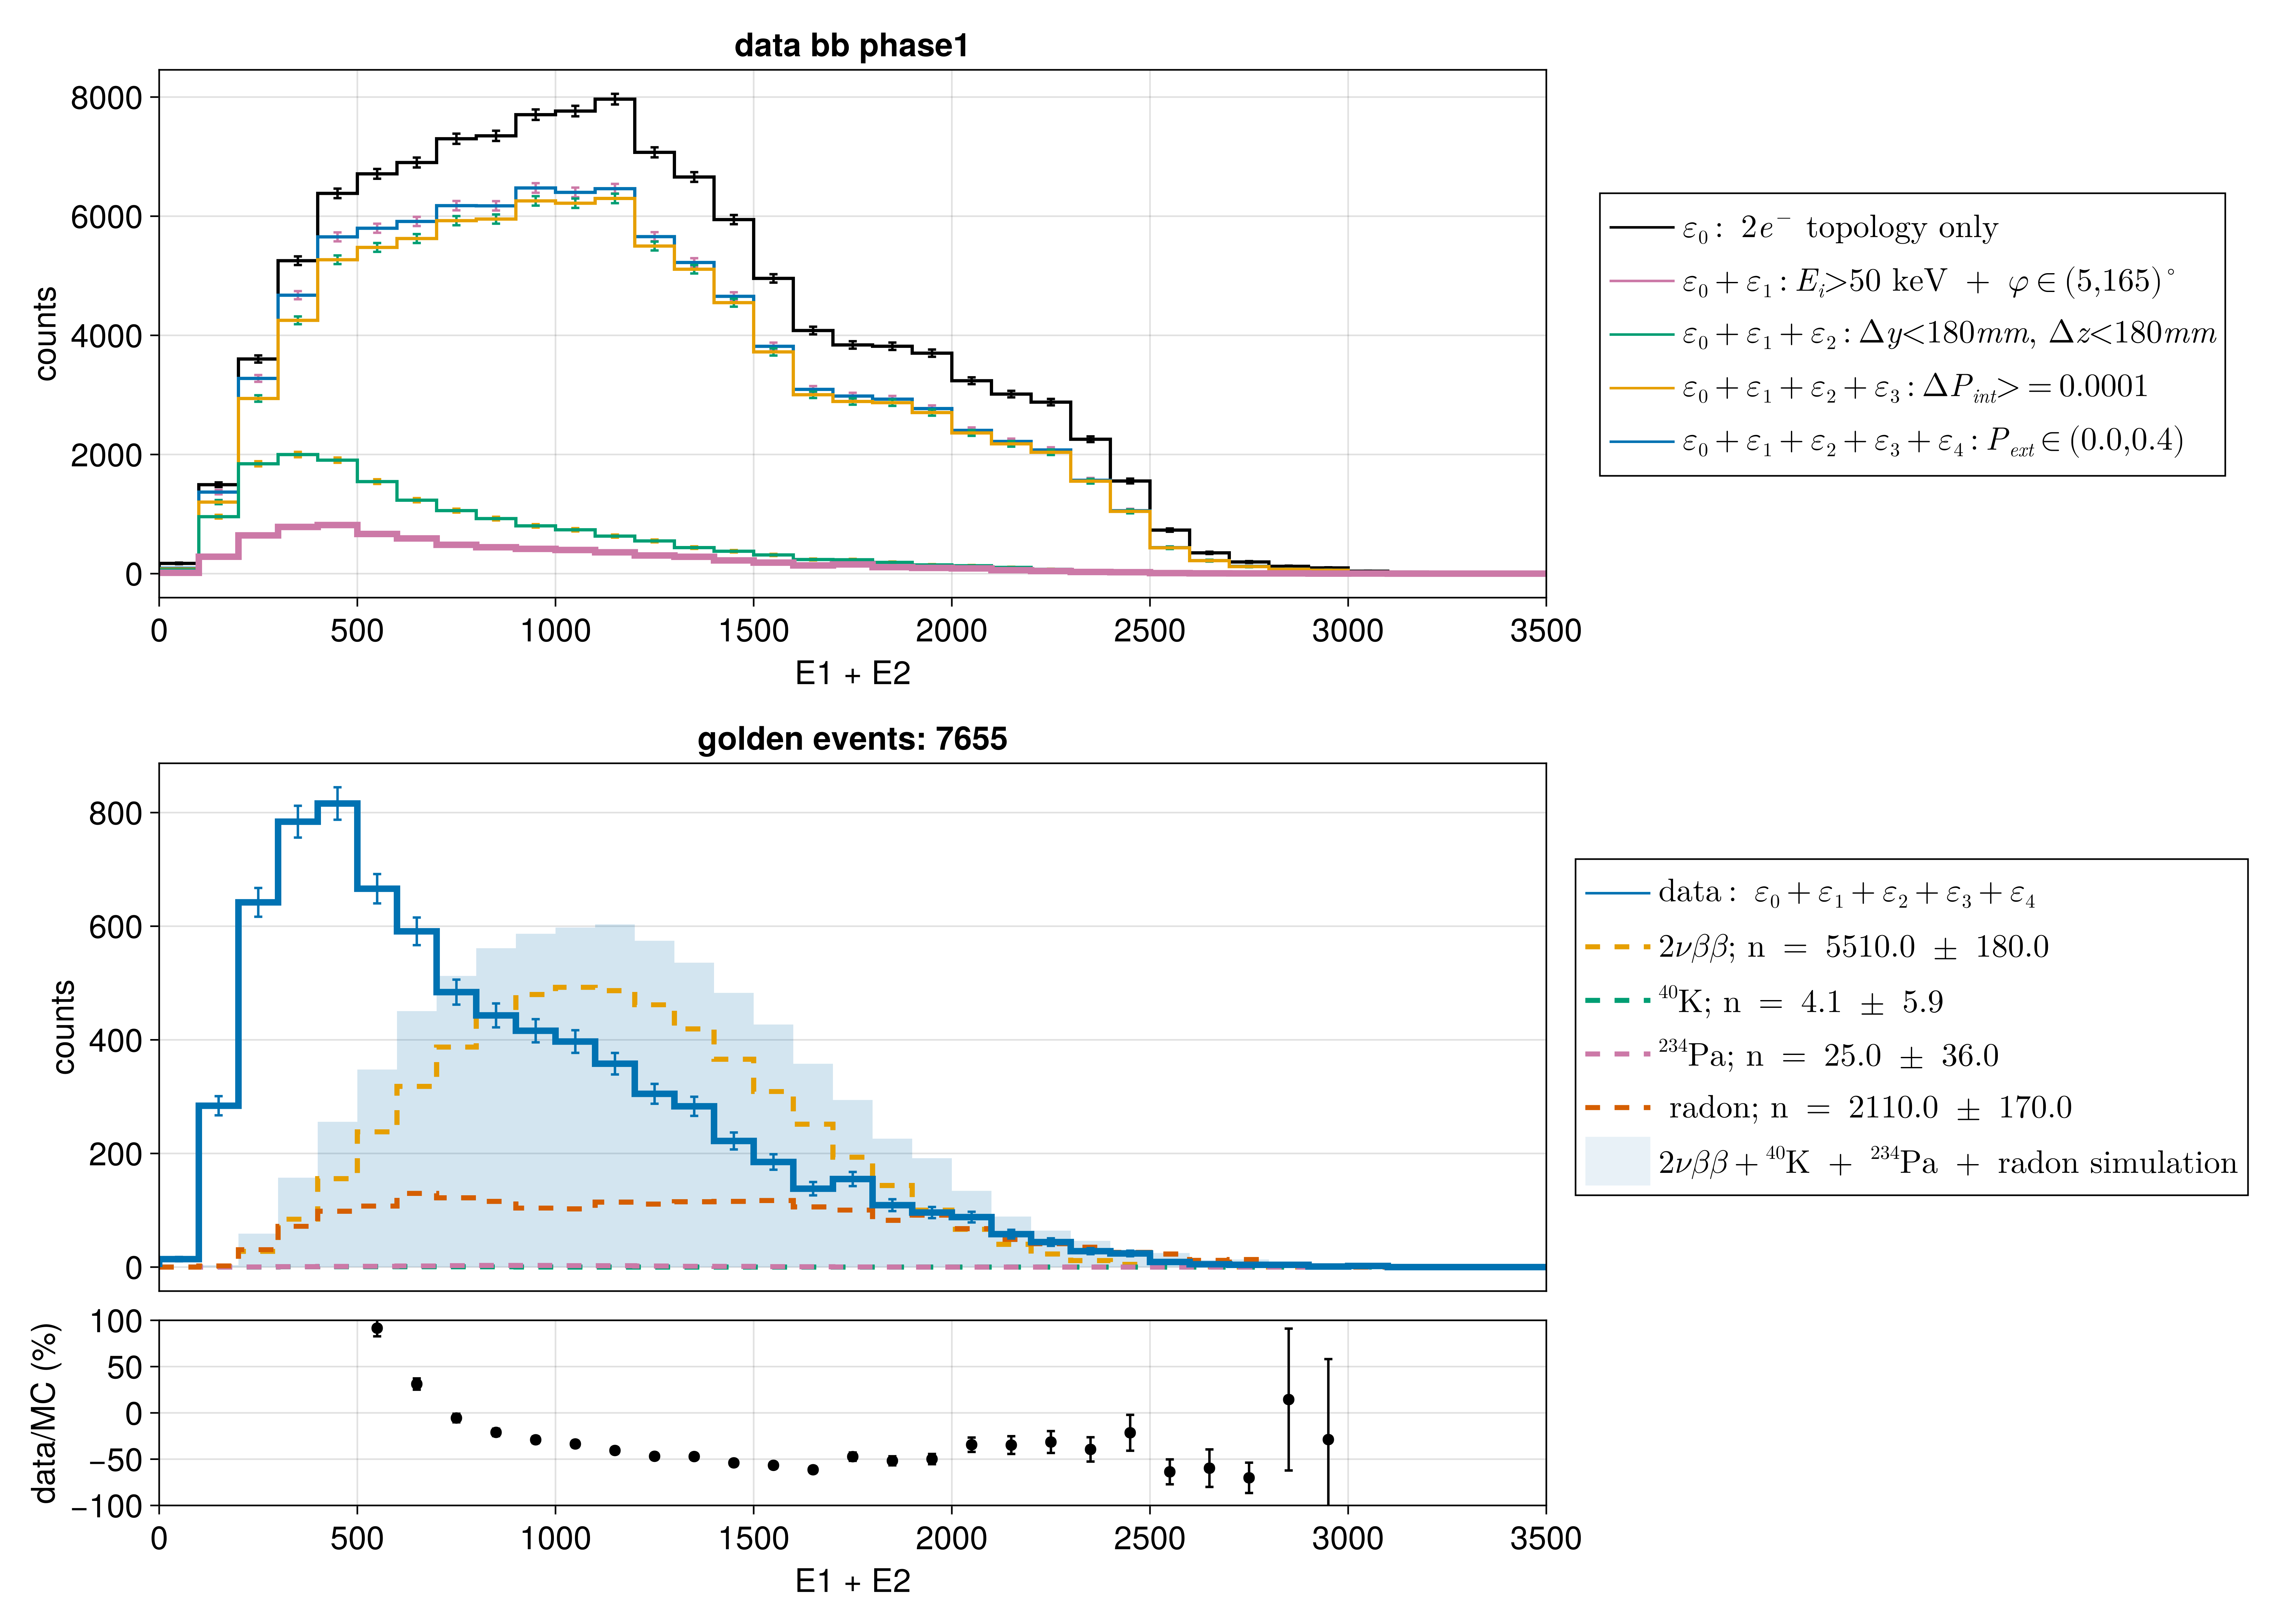 data bb phase1
8000
6000
4000
2000
0
counts
0 500 1000 1500 2000 2500 3000 3500
E1 + E2
ε₀: 2e⁻ topology only
ε₀ + ε₁: Eᵢ>50 keV + φ ∈ (5,165)°
ε₀ + ε₁ + ε₂: Δy<180mm, Δz<180mm
ε₀ + ε₁ + ε₂ + ε₃: ΔP_int>=0.0001
ε₀ + ε₁ + ε₂ + ε₃ + ε₄: P_ext ∈ (0.0,0.4)
golden events: 7655
800
600
400
200
0
counts
data: ε₀ + ε₁ + ε₂ + ε₃ + ε₄
2νββ; n = 5510.0 ± 180.0
⁴⁰K; n = 4.1 ± 5.9
²³⁴Pa; n = 25.0 ± 36.0
radon; n = 2110.0 ± 170.0
2νββ + ⁴⁰K + ²³⁴Pa + radon simulation
100
50
0
−50
−100
data/MC (%)
0 500 1000 1500 2000 2500 3000 3500
E1 + E2